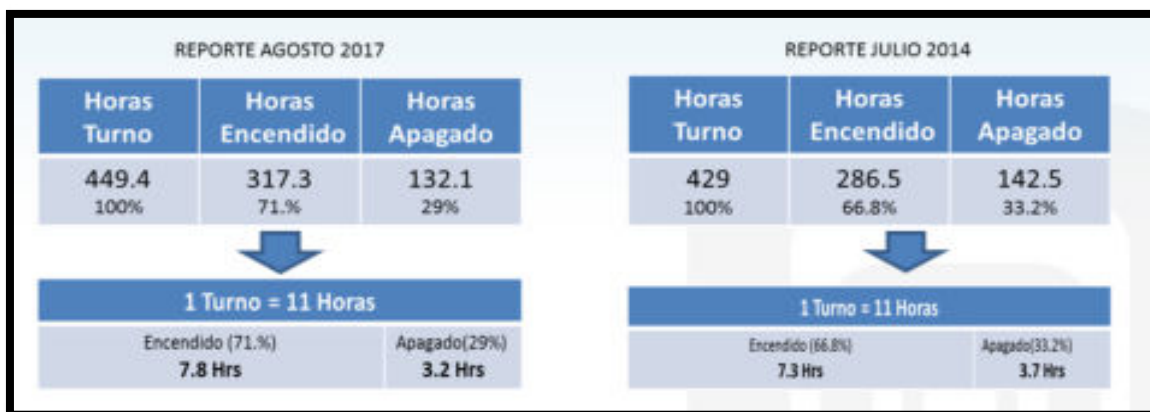 REPORTE AGOSTO 2017
Horas Turno
Horas Encendido
Horas Apagado
449.4
317.3
132.1
100%
71.%
29%
1 Turno = 11 Horas
Encendido (71.%)
Apagado(29%)
7.8 Hrs
3.2 Hrs
REPORTE JULIO 2014
Horas Turno
Horas Encendido
Horas Apagado
429
286.5
142.5
100%
66.8%
33.2%
1 Turno = 11 Horas
Encendido (66.8%)
Apagado(33.2%)
7.3 Hrs
3.7 Hrs